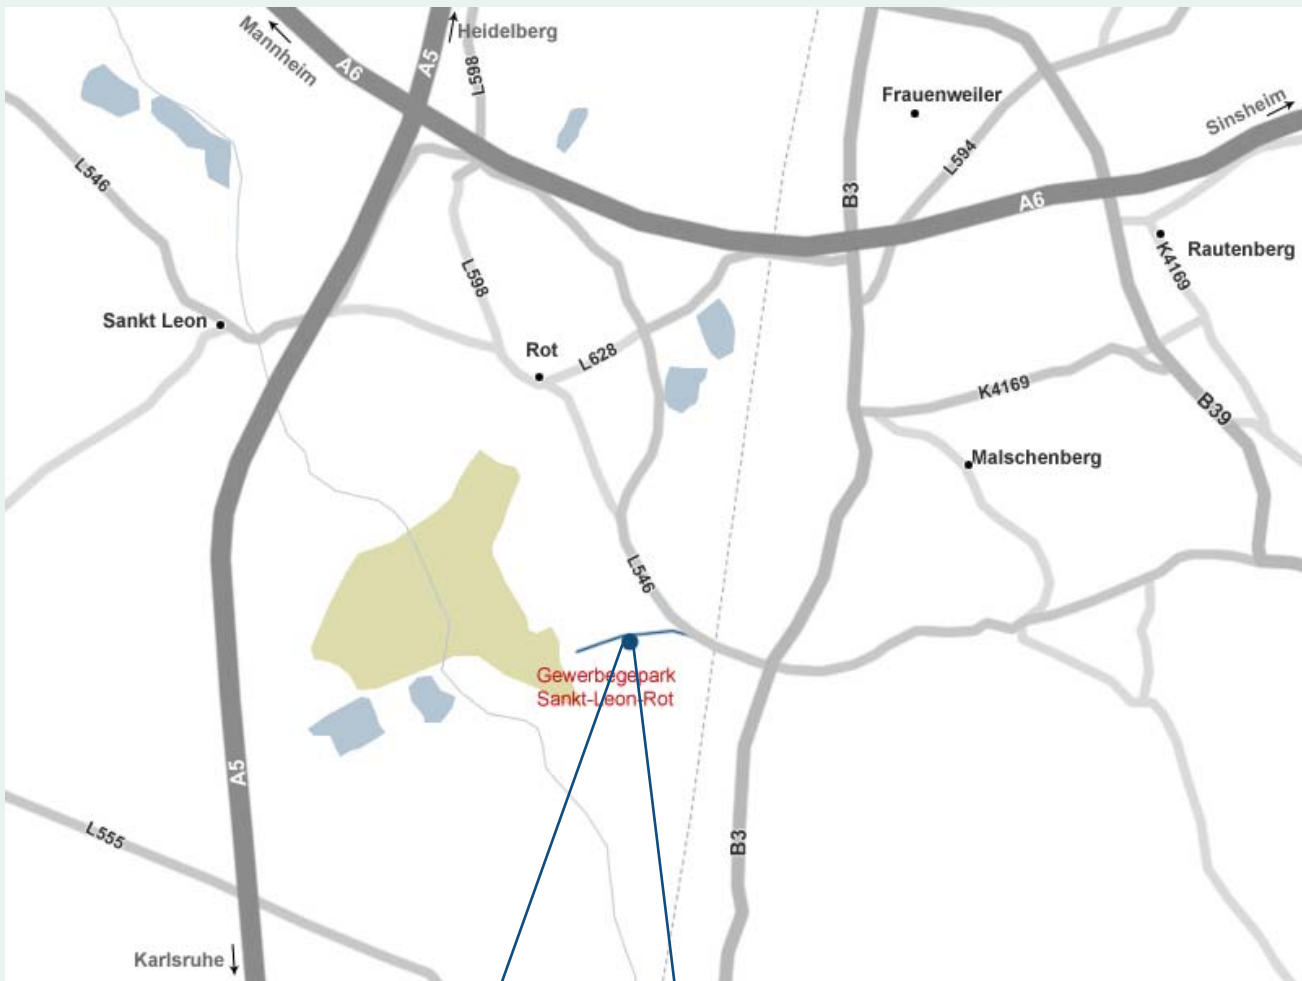 Mannheim
A6
A5
Heidelberg
L598
Frauenweiler
Sinsheim
L594
L546
B3
A6
Rautenberg
K4169
L598
Sankt Leon
Rot
L628
K4169
B39
Malschenberg
L546
Gewerbegepark
Sankt-Leon-Rot
A5
L555
B3
Karlsruhe